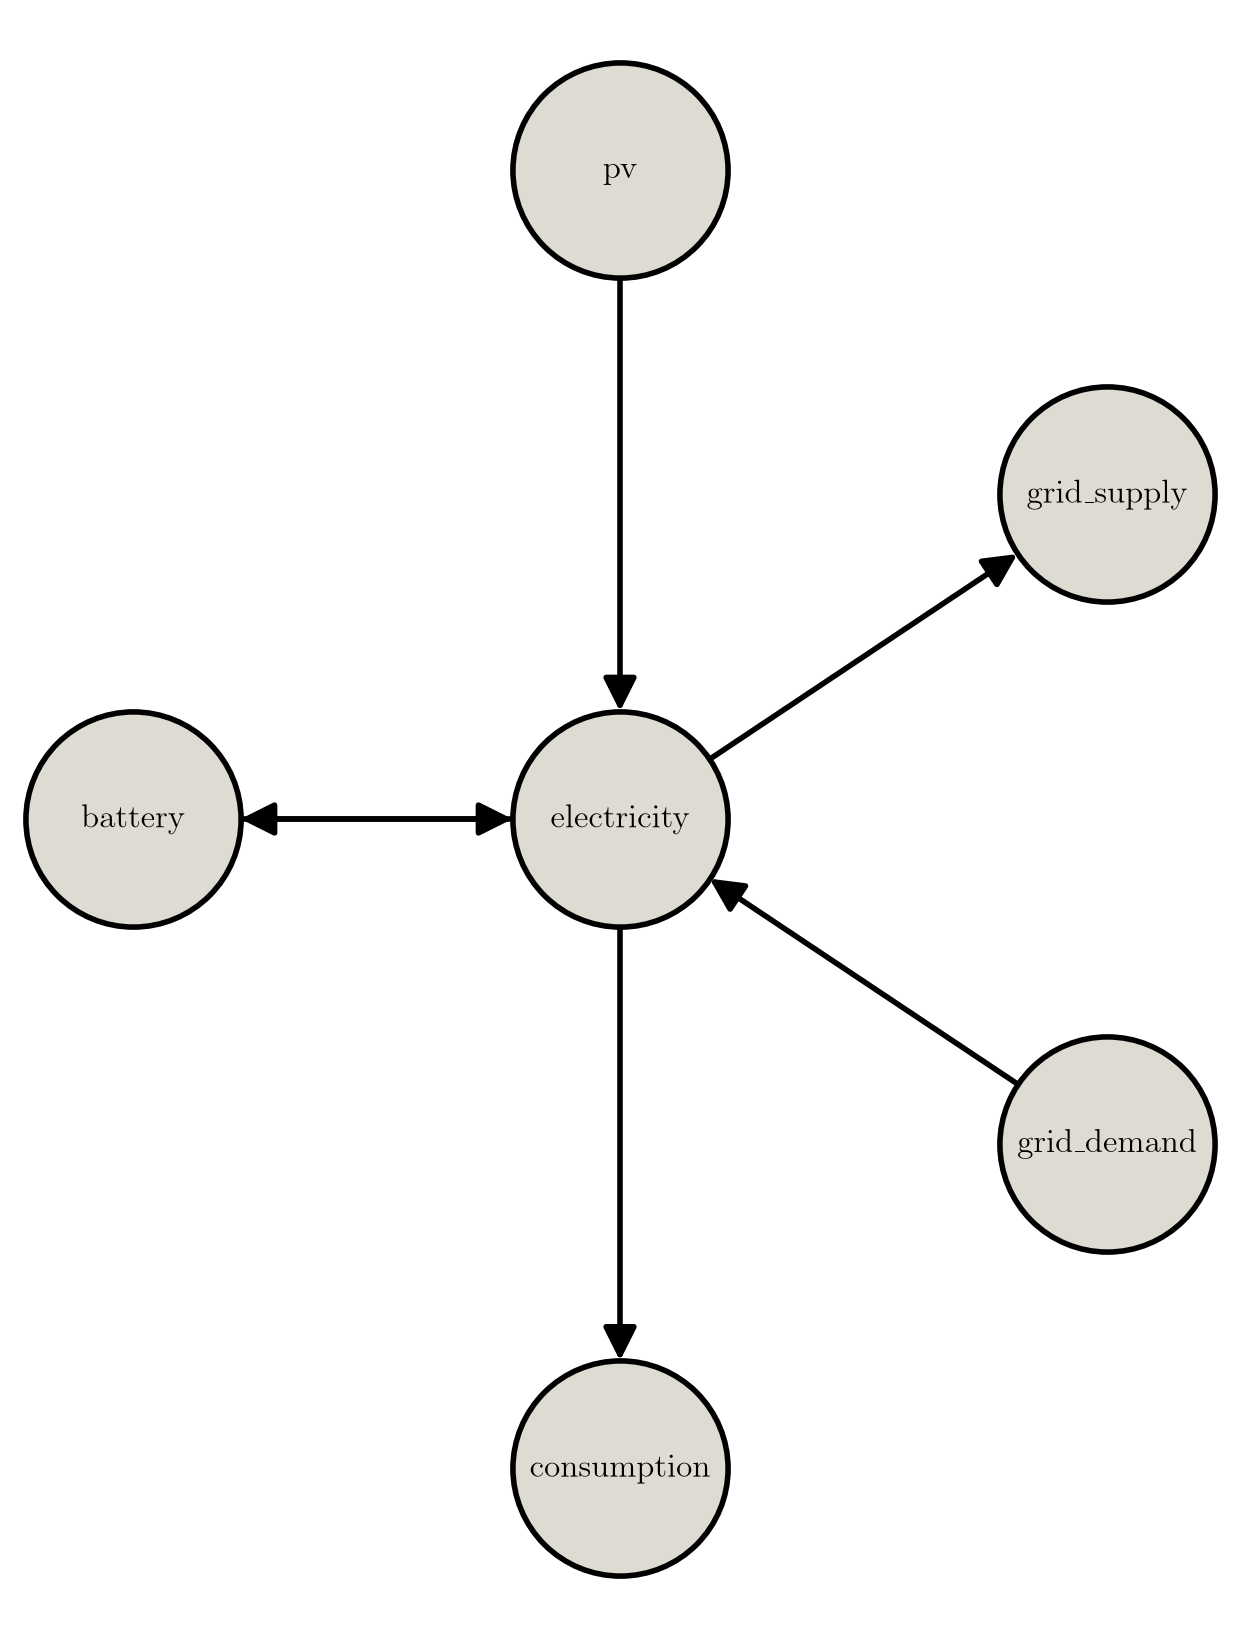 pv
grid_supply
battery
electricity
grid_demand
consumption